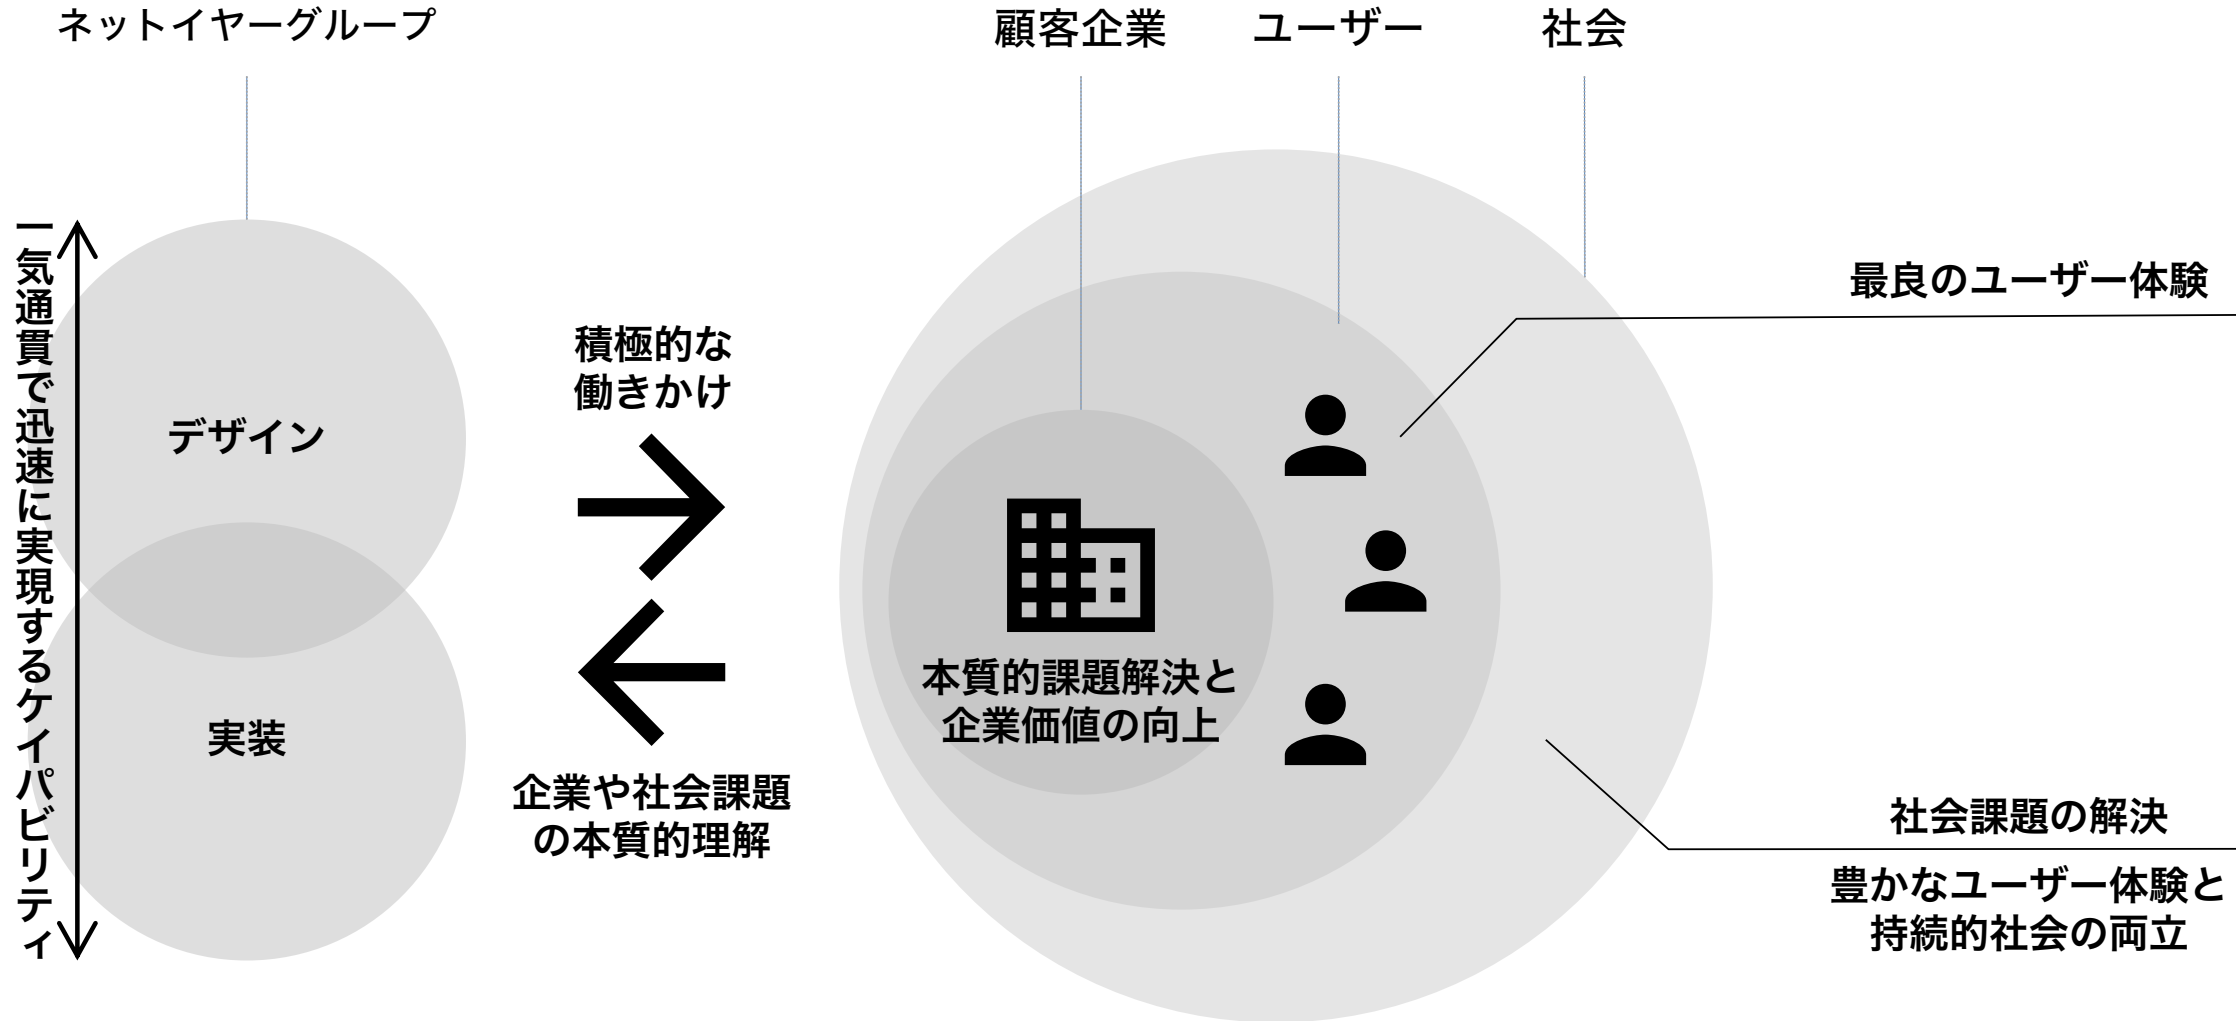 ネットイヤーグループ
顧客企業
ユーザー
社会
一気通貫で迅速に実現するケイパビリティ
デザイン
実装
積極的な
働きかけ
企業や社会課題
の本質的理解
本質的課題解決と
企業価値の向上
最良のユーザー体験
社会課題の解決
豊かなユーザー体験と
持続的社会の両立